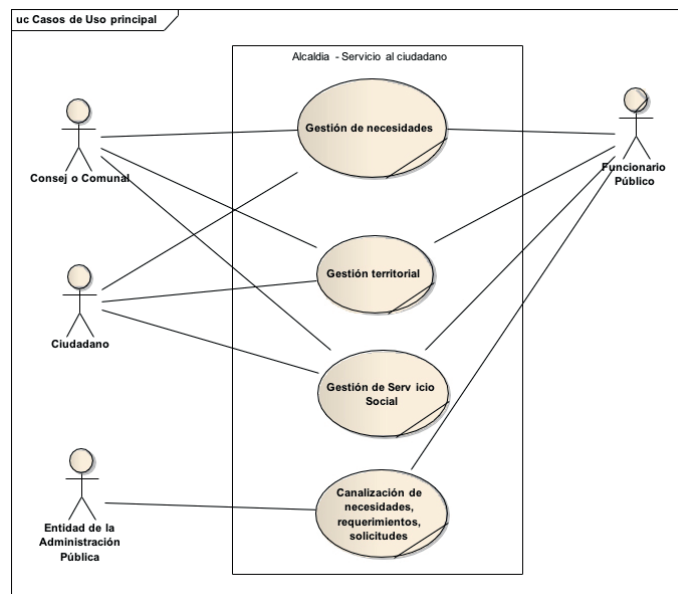 uc Casos de Uso principal
Alcaldia - Servicio al ciudadano
Gestión de necesidades
Consej o Comunal
Funcionario
Público
Gestión territorial
Ciudadano
Gestión de Serv icio
Social
Canalización de
necesidades,
requerimientos,
solicitudes
Entidad de la
Administración
Pública